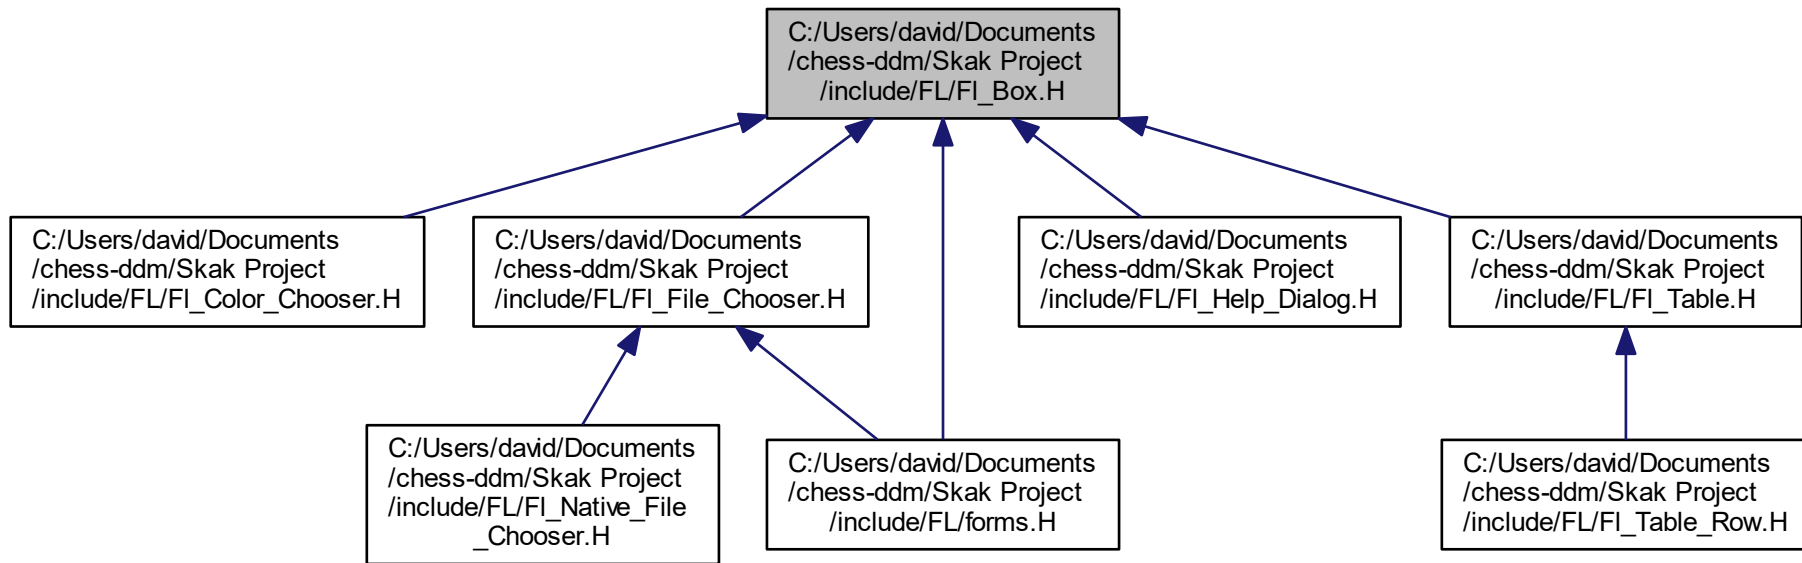 C:/Users/david/Documents
/chess-ddm/Skak Project
/include/FL/Fl_Box.H
C:/Users/david/Documents
/chess-ddm/Skak Project
/include/FL/Fl_Color_Chooser.H
C:/Users/david/Documents
/chess-ddm/Skak Project
/include/FL/Fl_File_Chooser.H
C:/Users/david/Documents
/chess-ddm/Skak Project
/include/FL/Fl_Help_Dialog.H
C:/Users/david/Documents
/chess-ddm/Skak Project
/include/FL/Fl_Table.H
C:/Users/david/Documents
/chess-ddm/Skak Project
/include/FL/Fl_Native_File
_Chooser.H
C:/Users/david/Documents
/chess-ddm/Skak Project
/include/FL/forms.H
C:/Users/david/Documents
/chess-ddm/Skak Project
/include/FL/Fl_Table_Row.H